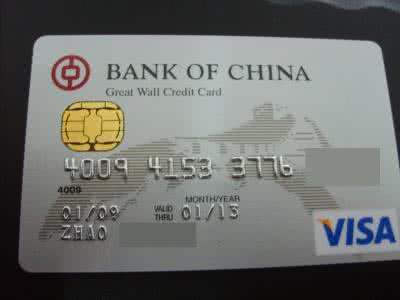 BANK OF CHINA
Great Wall Credit Card
4009 4153 3776
4009
MONTH/YEAR
01/09 VALID THRU 01/13
ZHAO
VISA